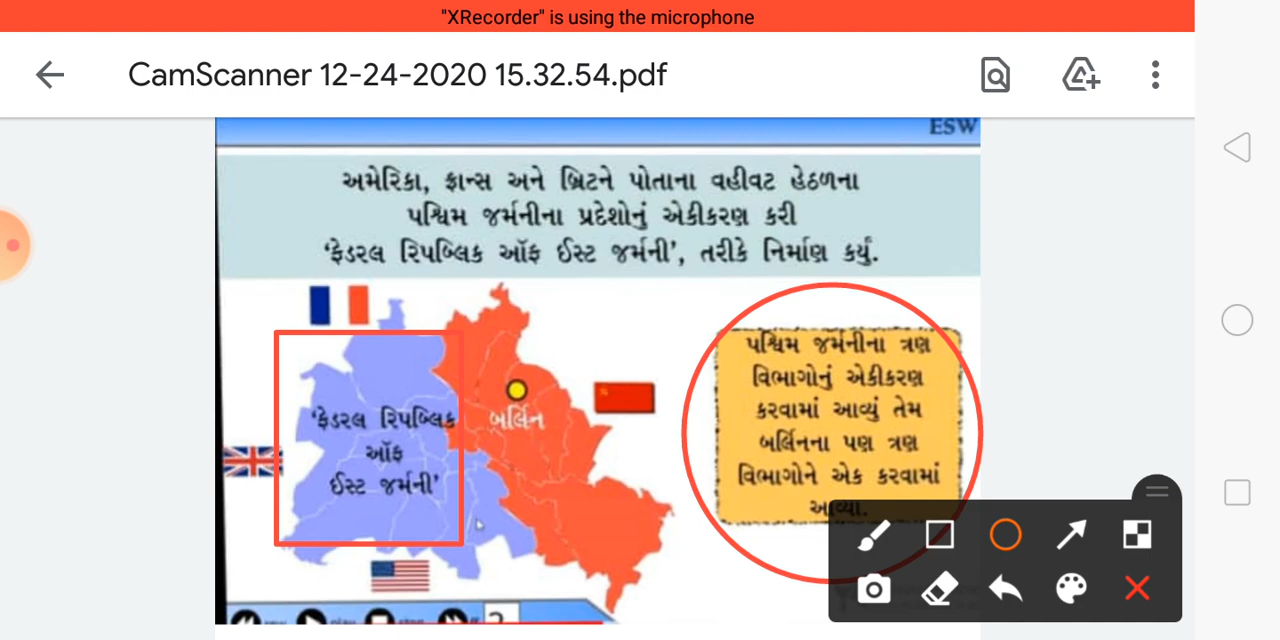 "XRecorder" is using the microphone
CamScanner 12-24-2020 15.32.54.pdf
ESW
અમેરિકા, ફ્રાન્સ અને બ્રિટને પોતાના વહીવટ હેઠળના
પશ્ચિમ જર્મનીના પ્રદેશોનું એકીકરણ કરી
‘ફેડરલ રિપબ્લિક ઑફ ઈસ્ટ જર્મની’, તરીકે નિર્માણ કર્યું.
‘ફેડરલ રિપબ્લિક
ઑફ
ઈસ્ટ જર્મની’
બર્લિન
પશ્ચિમ જર્મનીના ત્રણ
વિભાગોનું એકીકરણ
કરવામાં આવ્યું તેમ
બર્લિનના પણ ત્રણ
વિભાગોને એક કરવામાં
આવ્યા.